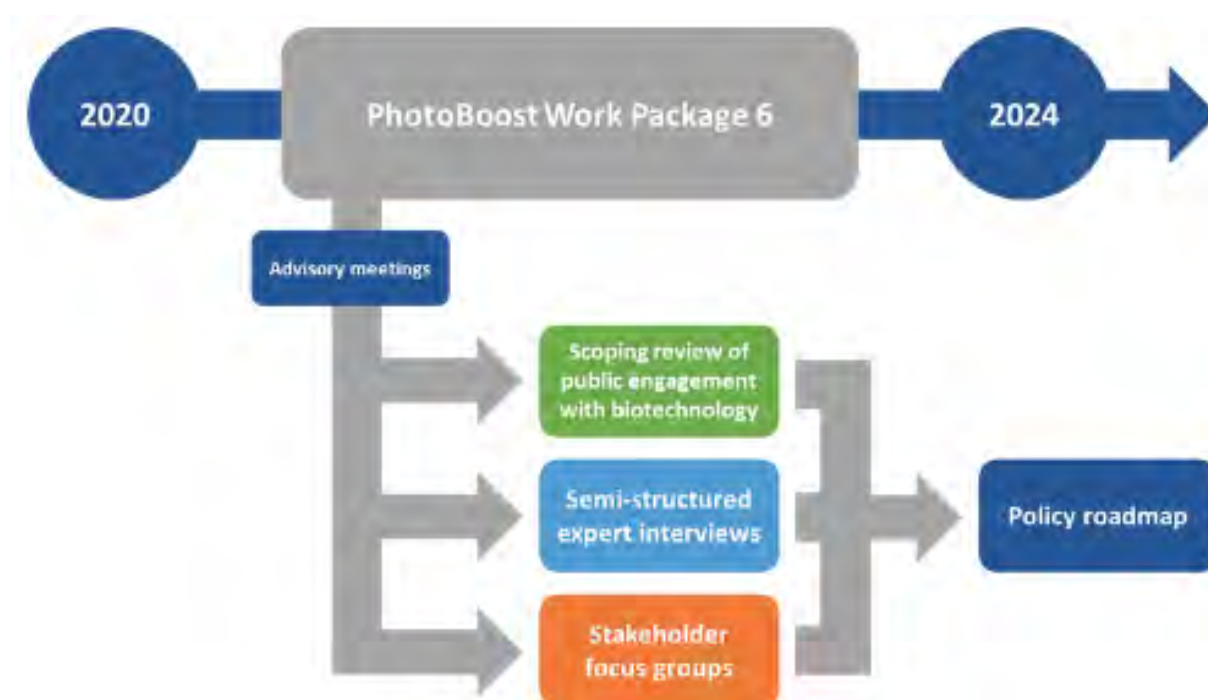 2020
PhotoBoost Work Package 6
2024
Advisory meetings
Scoping review of
public engagement
with biotechnology
Semi-structured
expert interviews
Policy roadmap
Stakeholder
focus groups